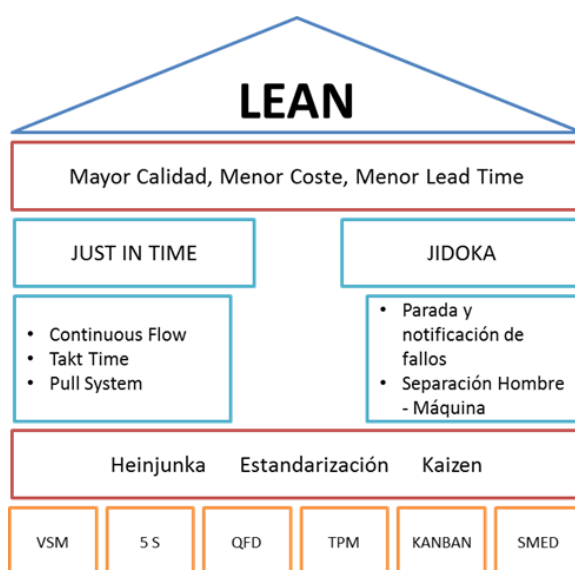 LEAN
Mayor Calidad, Menor Coste, Menor Lead Time
JUST IN TIME
JIDOKA
• Continuous Flow
• Takt Time
• Pull System
• Parada y
notificación de
fallos
• Separación Hombre
- Máquina
Heinjunka Estandarización Kaizen
VSM 5 S QFD TPM KANBAN SMED